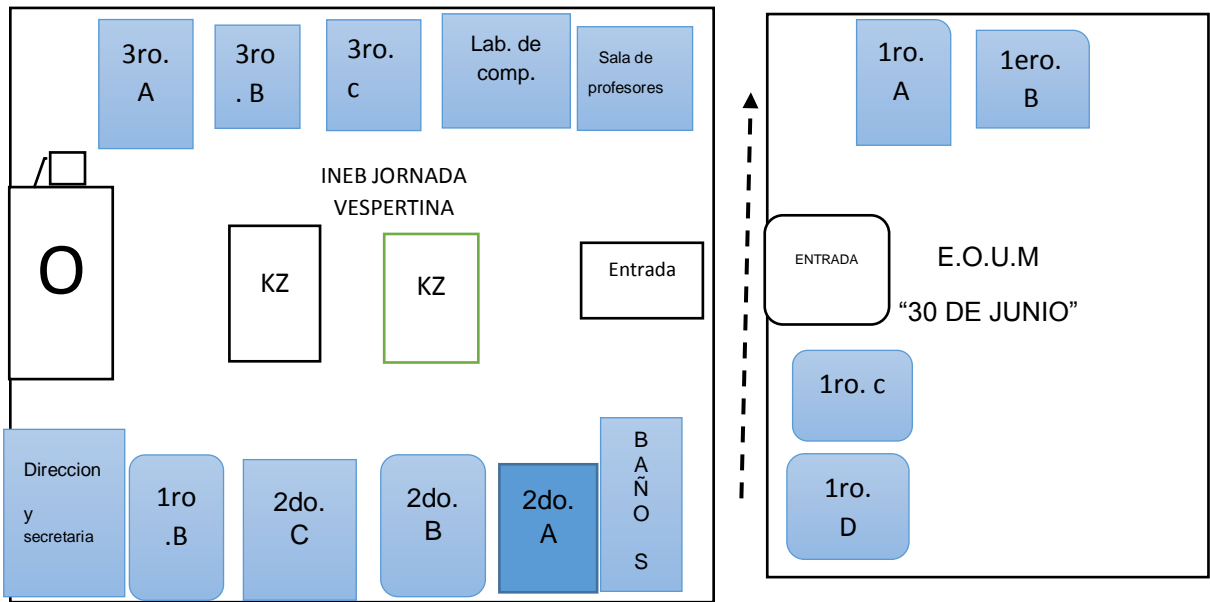 3ro.
A
3ro
. B
3ro.
c
Lab. de
comp.
Sala de
profesores
INEB JORNADA
VESPERTINA
O
KZ
KZ
Entrada
Direccion
y
secretaria
1ro
.B
2do.
C
2do.
B
2do.
A
B
A
Ñ
O
S
1ro.
A
1ero.
B
ENTRADA
E.O.U.M
“30 DE JUNIO”
1ro. c
1ro.
D